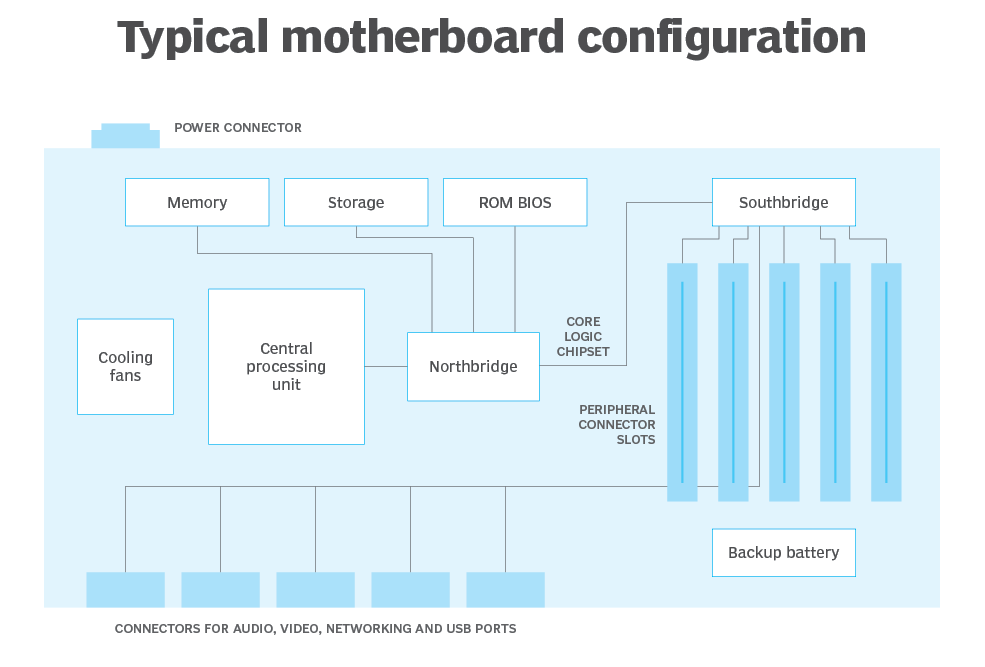 Typical motherboard configuration
POWER CONNECTOR
Memory
Storage
ROM BIOS
Southbridge
Cooling
fans
Central
processing
unit
Northbridge
CORE
LOGIC
CHIPSET
PERIPHERAL
CONNECTOR
SLOTS
Backup battery
CONNECTORS FOR AUDIO, VIDEO, NETWORKING AND USB PORTS